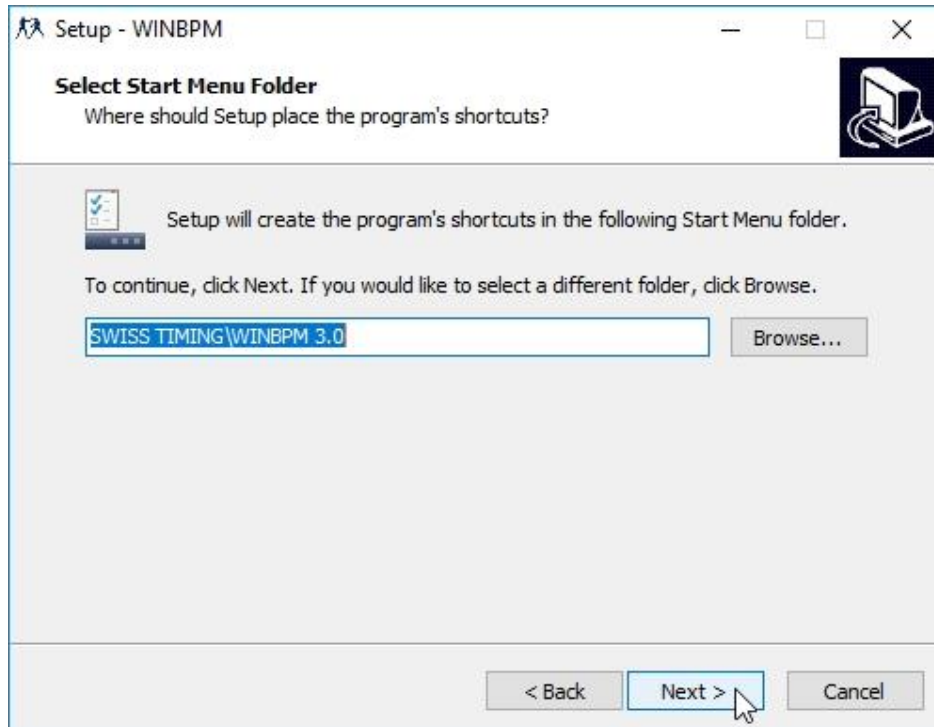 Setup - WINBPM
Select Start Menu Folder
Where should Setup place the program's shortcuts?
Setup will create the program's shortcuts in the following Start Menu folder.
To continue, click Next. If you would like to select a different folder, click Browse.
SWISS TIMING\WINBPM 3.0
Browse...
< Back
Next >
Cancel